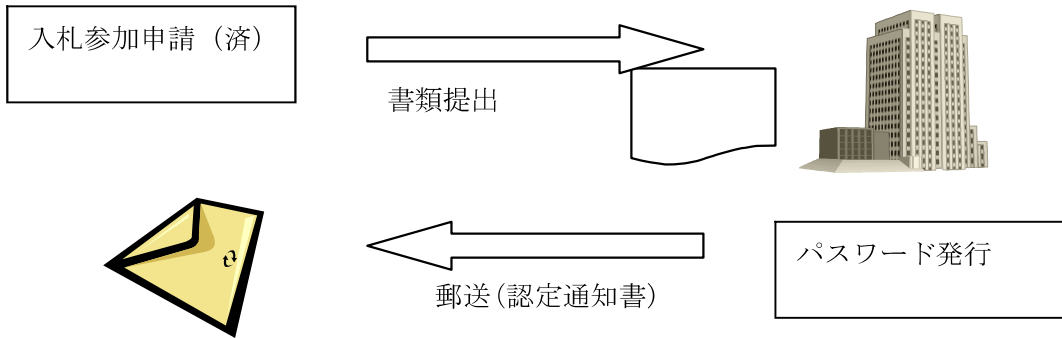 入札参加申請（済）
書類提出
パスワード発行
郵送(認定通知書)